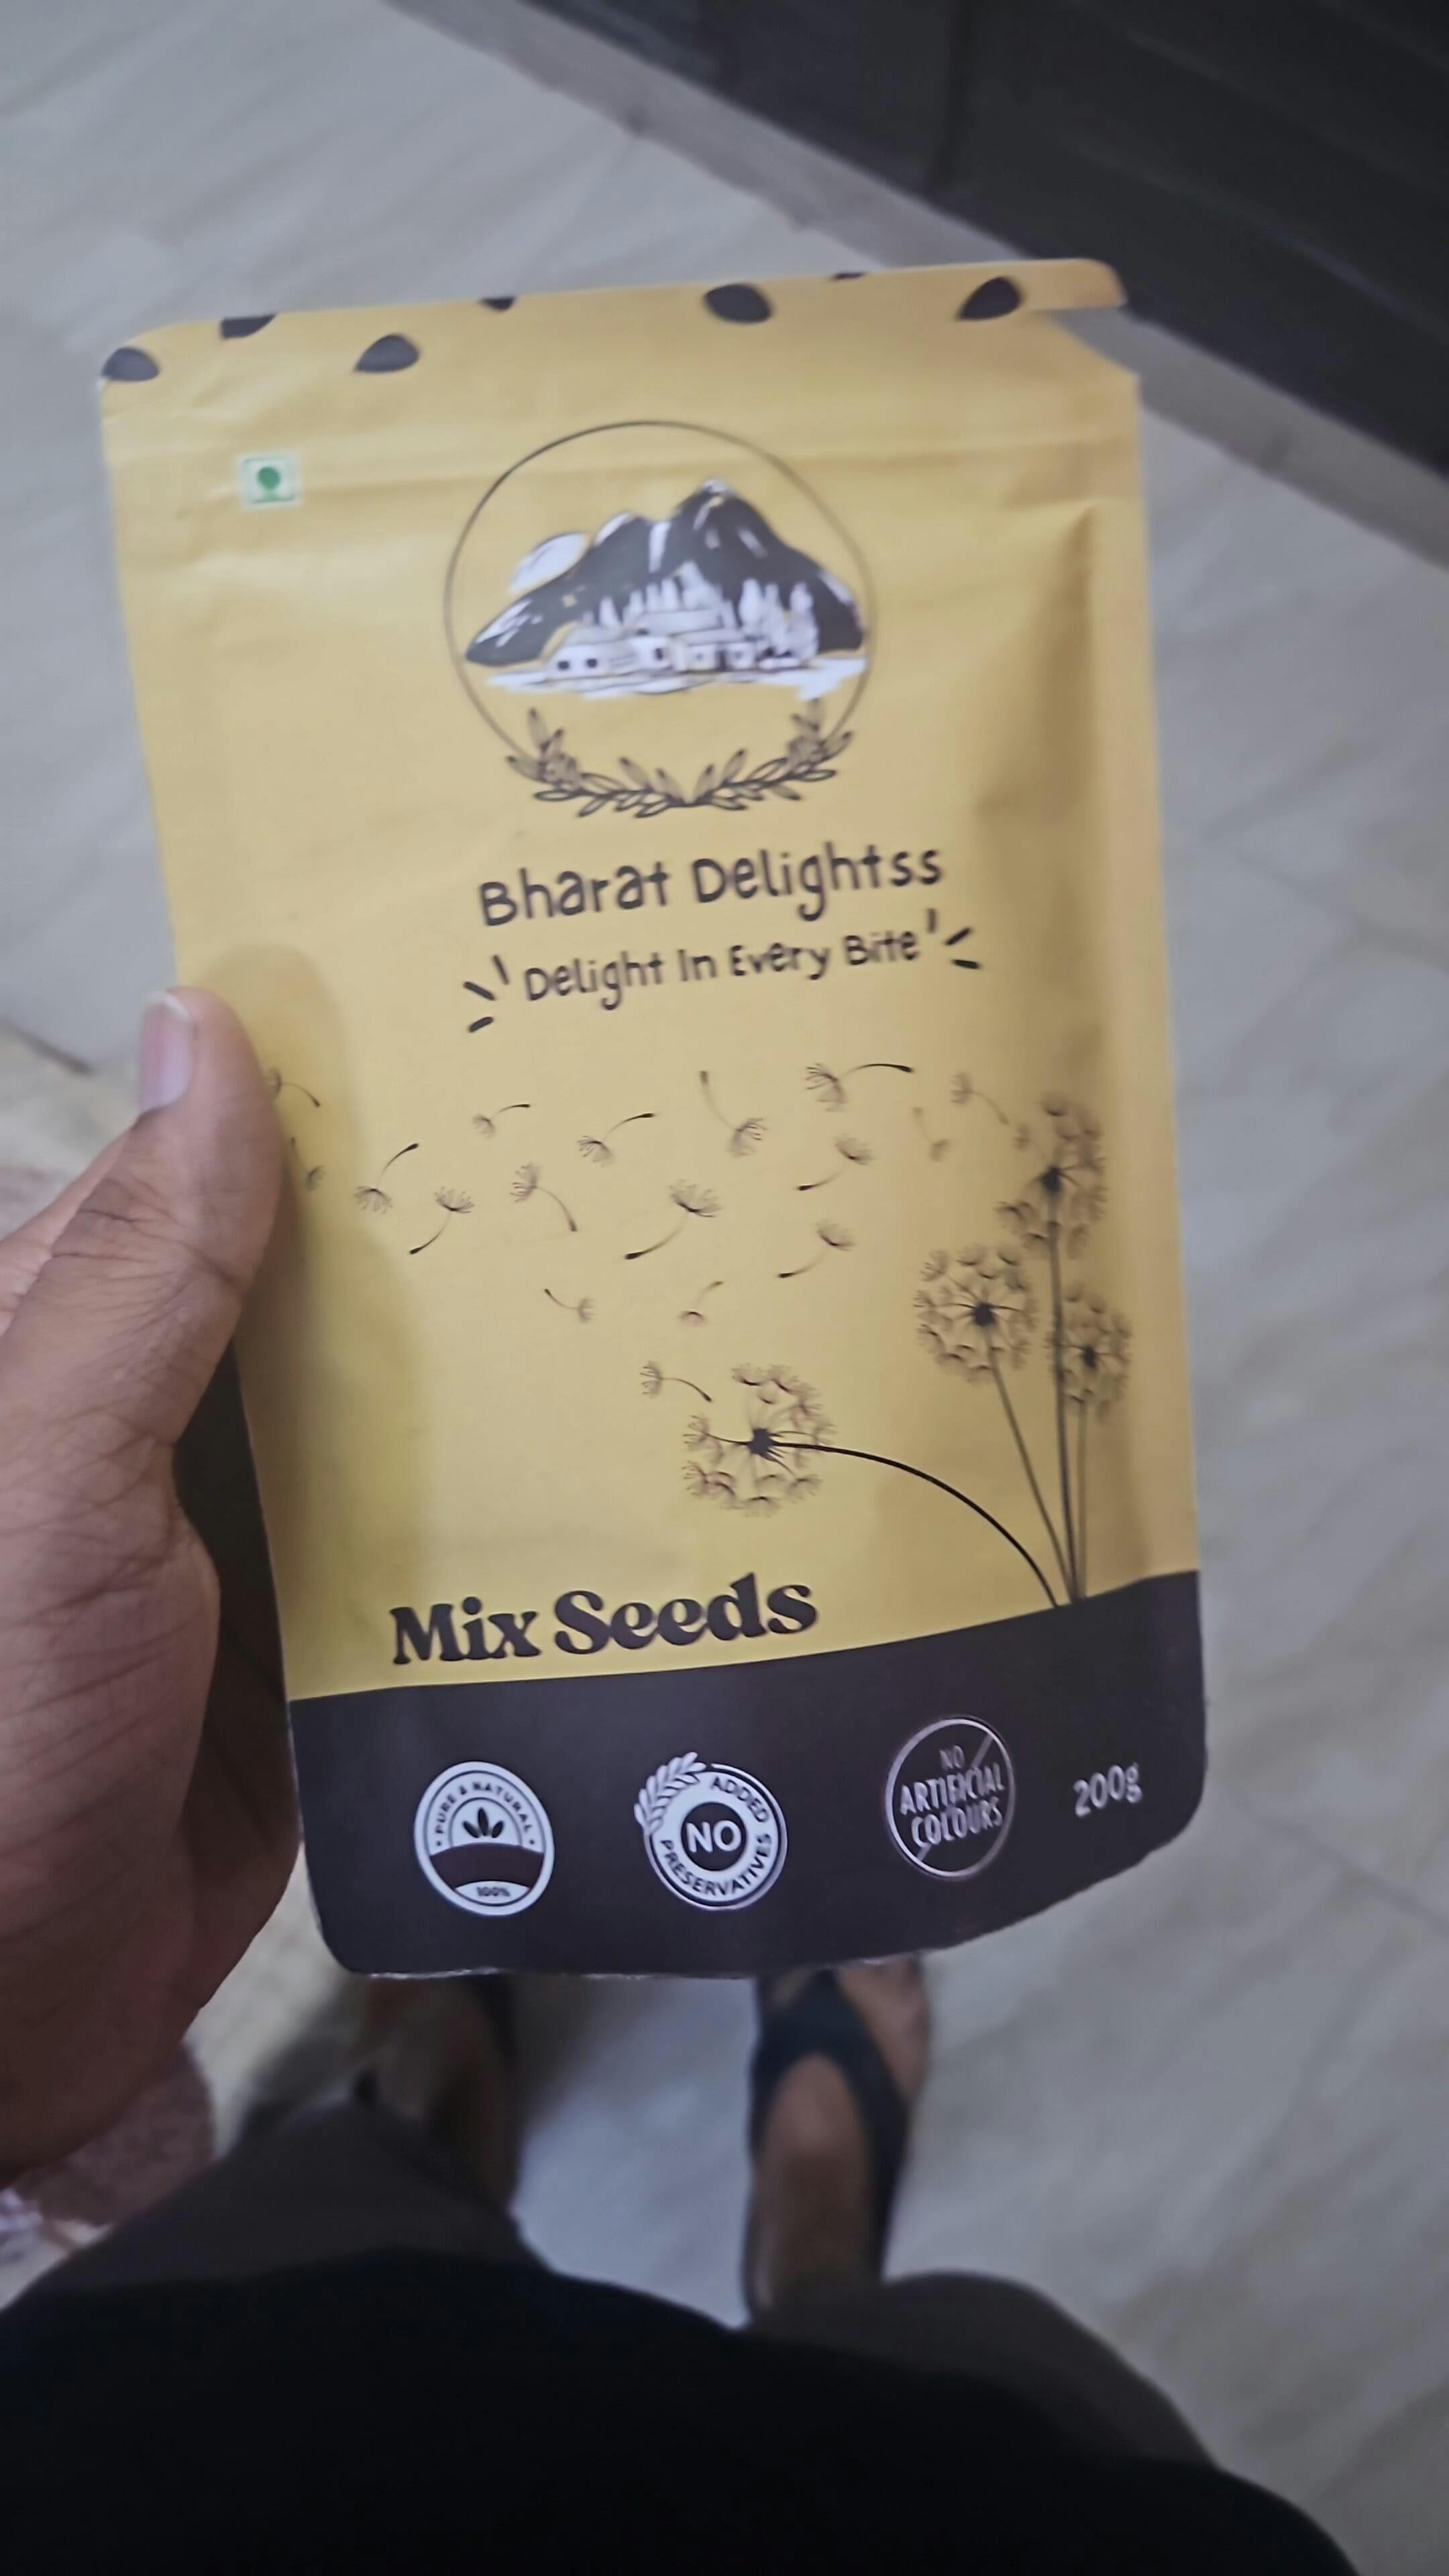 Bharat Delightss
Delight In Every Bite
Mix Seeds
PURE & NATURAL
100%
NO
ADDED
PRESERVATIVES
NO
ARTIFICIAL
COLOURS
200g